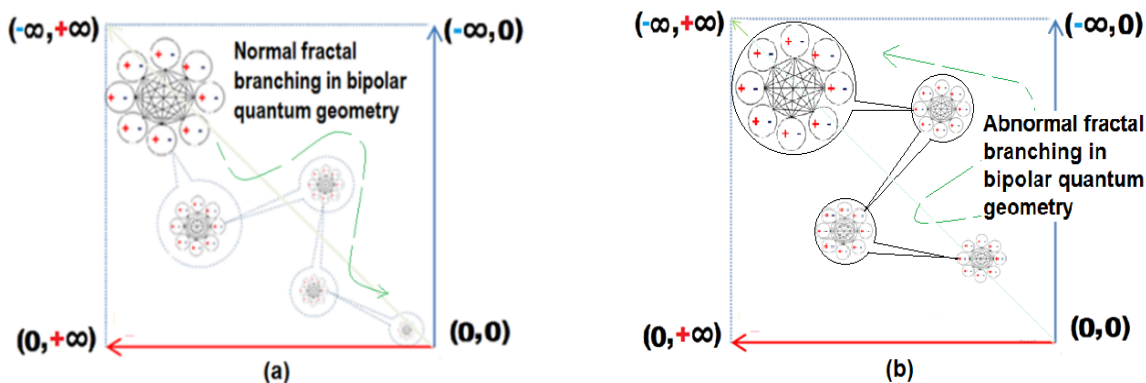 (-∞,+∞)
Normal fractal
branching in bipolar
quantum geometry
(-∞,0)
+ -
+ -
+ -
+ -
+ -
+ -
+ -
+ -
(0,+∞)
(0,0)
(a)
(-∞,+∞)
(-∞,0)
+ -
+ -
+ -
+ -
+ -
+ -
+ -
+ -
Abnormal fractal
branching in
bipolar quantum
geometry
(0,+∞)
(0,0)
(b)